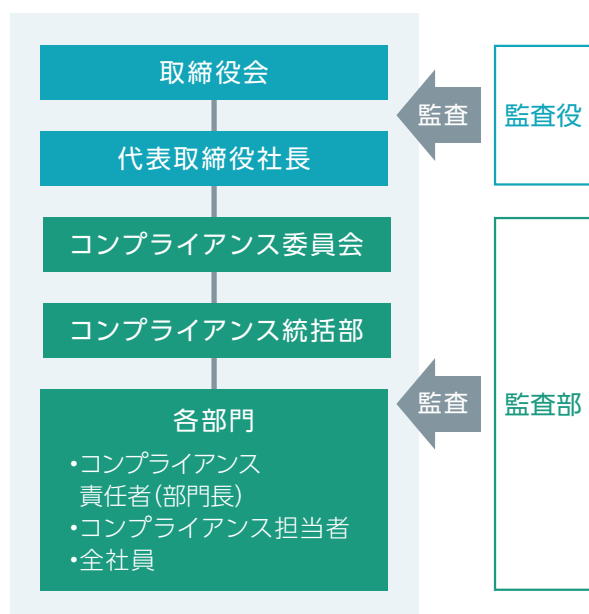 取締役会
監査
監査役
代表取締役社長
コンプライアンス委員会
コンプライアンス統括部
各部門
•コンプライアンス
責任者(部門長)
•コンプライアンス担当者
•全社員
監査
監査部